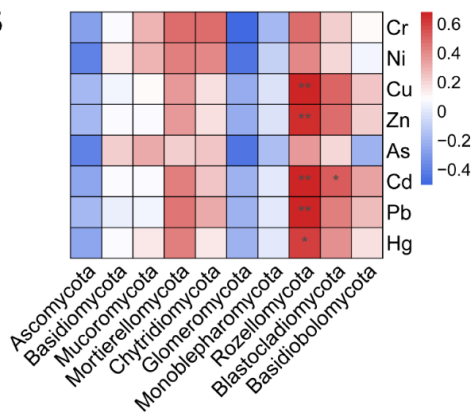 Cr
Ni
Cu
**
Zn
**
As
Cd
**
*
Pb
**
Hg
*
0.6
0.4
0.2
0
−0.2
−0.4
Ascomycota
Basidiomycota
Mucoromycota
Mortierellomycota
Chytridiomycota
Glomeromycota
Monoblepharomycota
Rozellomycota
Blastocladiomycota
Basidiobolomycota